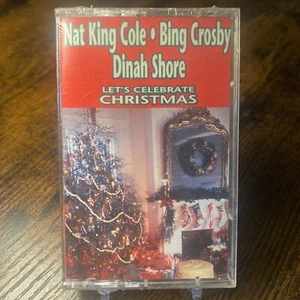 Nat King Cole • Bing Crosby
Dinah Shore
LET'S CELEBRATE
CHRISTMAS